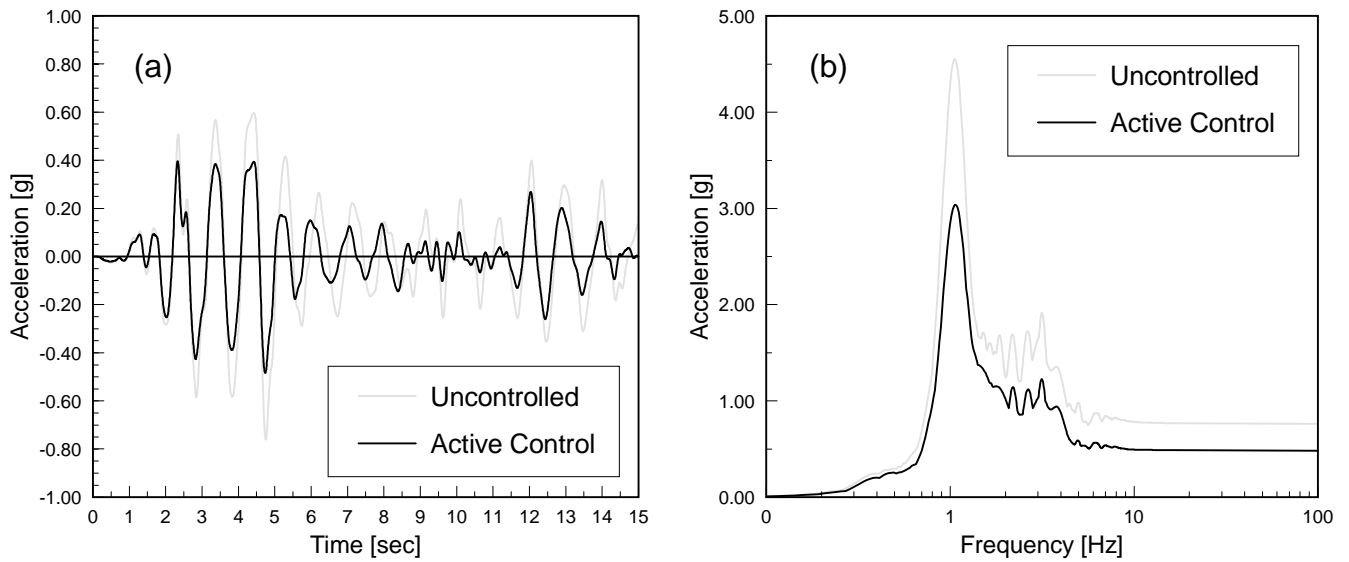 (a)
Acceleration [g]
1.00
0.80
0.60
0.40
0.20
0.00
-0.20
-0.40
-0.60
-0.80
-1.00
Uncontrolled
Active Control
0 1 2 3 4 5 6 7 8 9 10 11 12 13 14 15
Time [sec]
(b)
Acceleration [g]
5.00
4.00
3.00
2.00
1.00
0.00
Uncontrolled
Active Control
0 1 10 100
Frequency [Hz]